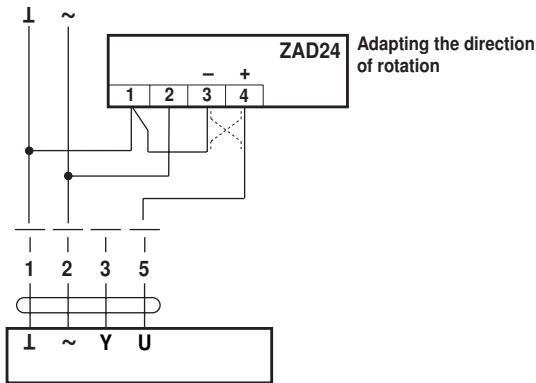 ⊥ ~
ZAD24
Adapting the direction
of rotation
– +
1 2 3 4
1 2 3 5
⊥ ~ Y U